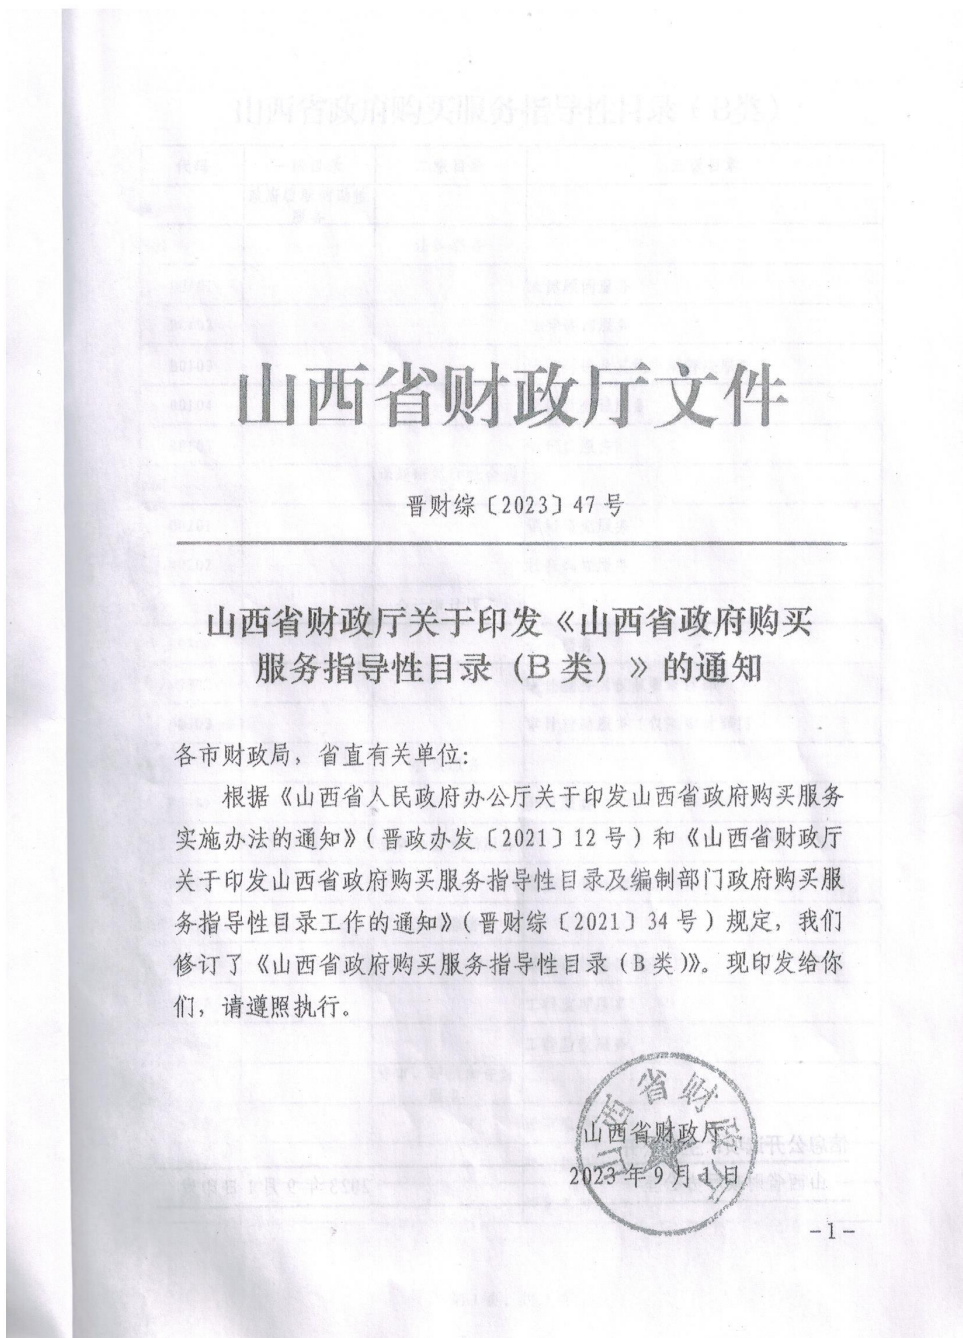 山西省财政厅文件
晋财综〔2023〕47号
山西省财政厅关于印发《山西省政府购买
服务指导性目录（B类）》的通知
各市财政局，省直有关单位：
根据《山西省人民政府办公厅关于印发山西省政府购买服务
实施办法的通知》（晋政办发〔2021〕12号）和《山西省财政厅
关于印发山西省政府购买服务指导性目录及编制部门政府购买服
务指导性目录工作的通知》（晋财综〔2021〕34号）规定，我们
修订了《山西省政府购买服务指导性目录（B类）》。现印发给你
们，请遵照执行。
山西省财政厅
山西省财政厅
2023年9月1日
-1-